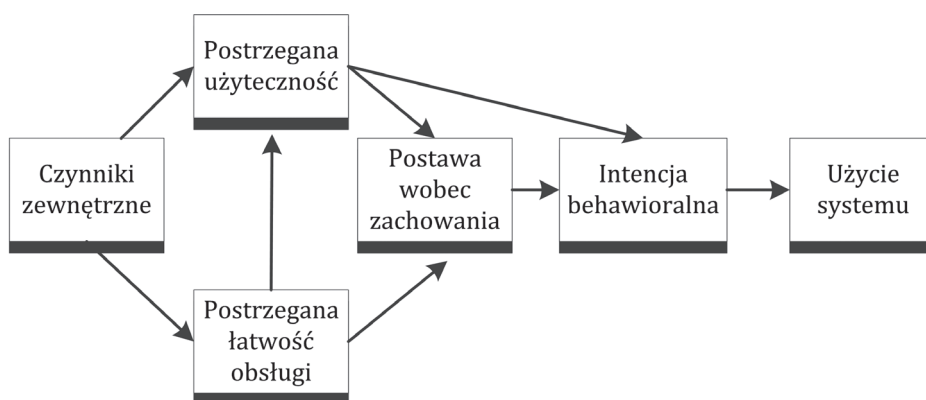 Postrzegana
użyteczność
Czynniki
zewnętrzne
Postawa
wobec
zachowania
Intencja
behawioralna
Użycie
systemu
Postrzegana
łatwość
obsługi